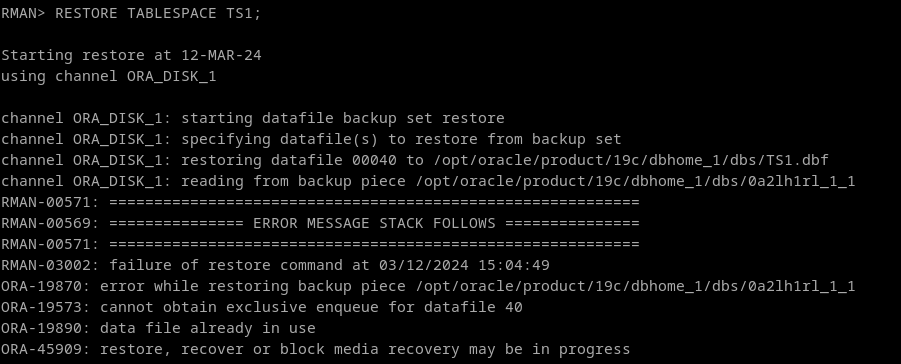 RMAN> RESTORE TABLESPACE TS1;
Starting restore at 12-MAR-24
using channel ORA_DISK_1
channel ORA_DISK_1: starting datafile backup set restore
channel ORA_DISK_1: specifying datafile(s) to restore from backup set
channel ORA_DISK_1: restoring datafile 00040 to /opt/oracle/product/19c/dbhome_1/dbs/TS1.dbf
channel ORA_DISK_1: reading from backup piece /opt/oracle/product/19c/dbhome_1/dbs/0a2lh1rl_1_1
RMAN-00571: ===========================================================
RMAN-00569: =============== ERROR MESSAGE STACK FOLLOWS ===============
RMAN-00571: ===========================================================
RMAN-03002: failure of restore command at 03/12/2024 15:04:49
ORA-19870: error while restoring backup piece /opt/oracle/product/19c/dbhome_1/dbs/0a2lh1rl_1_1
ORA-19573: cannot obtain exclusive enqueue for datafile 40
ORA-19890: data file already in use
ORA-45909: restore, recover or block media recovery may be in progress